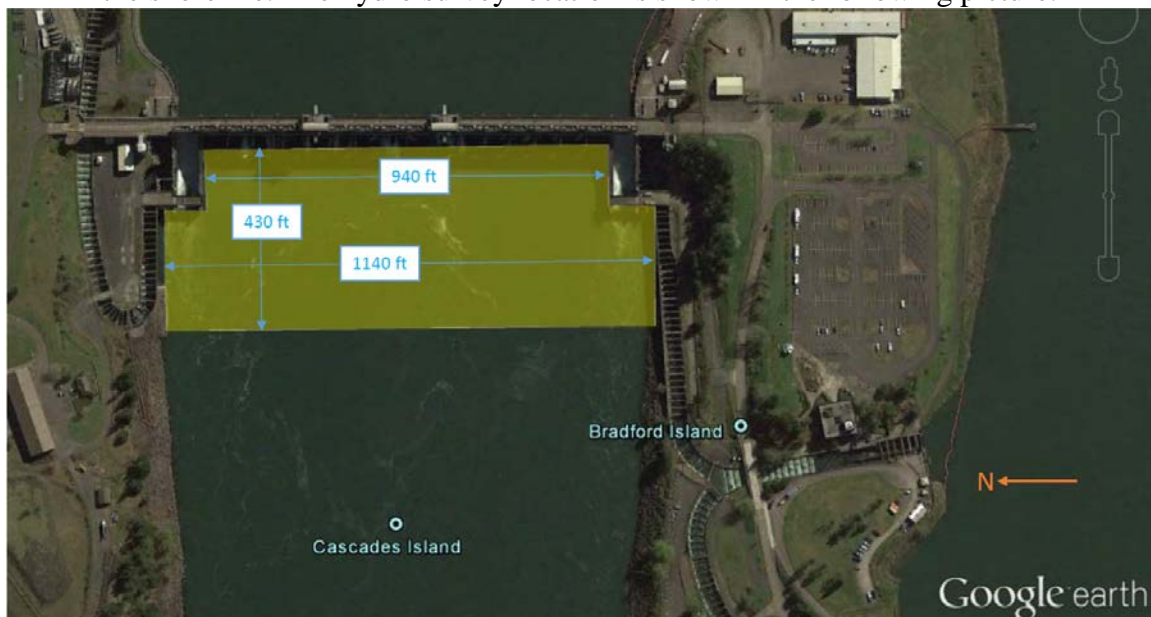 940 ft
430 ft
1140 ft
Bradford Island
N
Cascades Island
Google earth